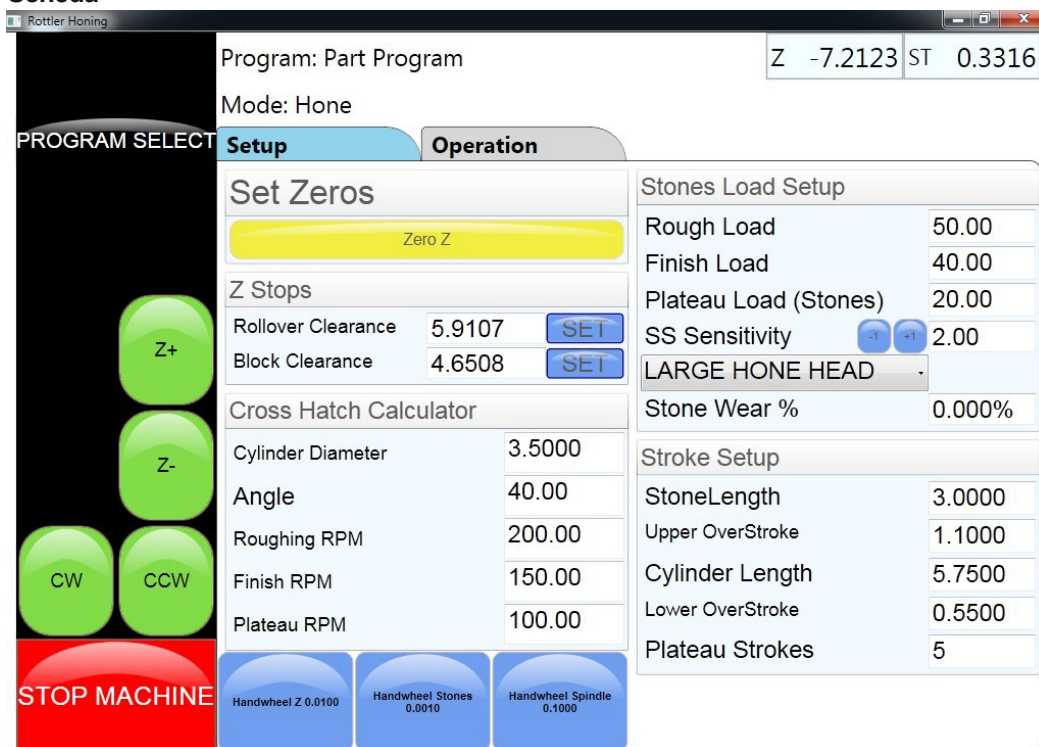 Rottler Honing
Program: Part Program
Z -7.2123 ST 0.3316
Mode: Hone
PROGRAM SELECT
Setup
Operation
Set Zeros
Zero Z
Z Stops
Rollover Clearance 5.9107 SET
Block Clearance 4.6508 SET
Cross Hatch Calculator
Cylinder Diameter 3.5000
Angle 40.00
Roughing RPM 200.00
Finish RPM 150.00
Plateau RPM 100.00
Stones Load Setup
Rough Load 50.00
Finish Load 40.00
Plateau Load (Stones) 20.00
SS Sensitivity -1 +1 2.00
LARGE HONE HEAD
Stone Wear % 0.000%
Stroke Setup
StoneLength 3.0000
Upper OverStroke 1.1000
Cylinder Length 5.7500
Lower OverStroke 0.5500
Plateau Strokes 5
Z+
Z-
CW
CCW
STOP MACHINE
Handwheel Z 0.0100
Handwheel Stones
0.0010
Handwheel Spindle
0.1000